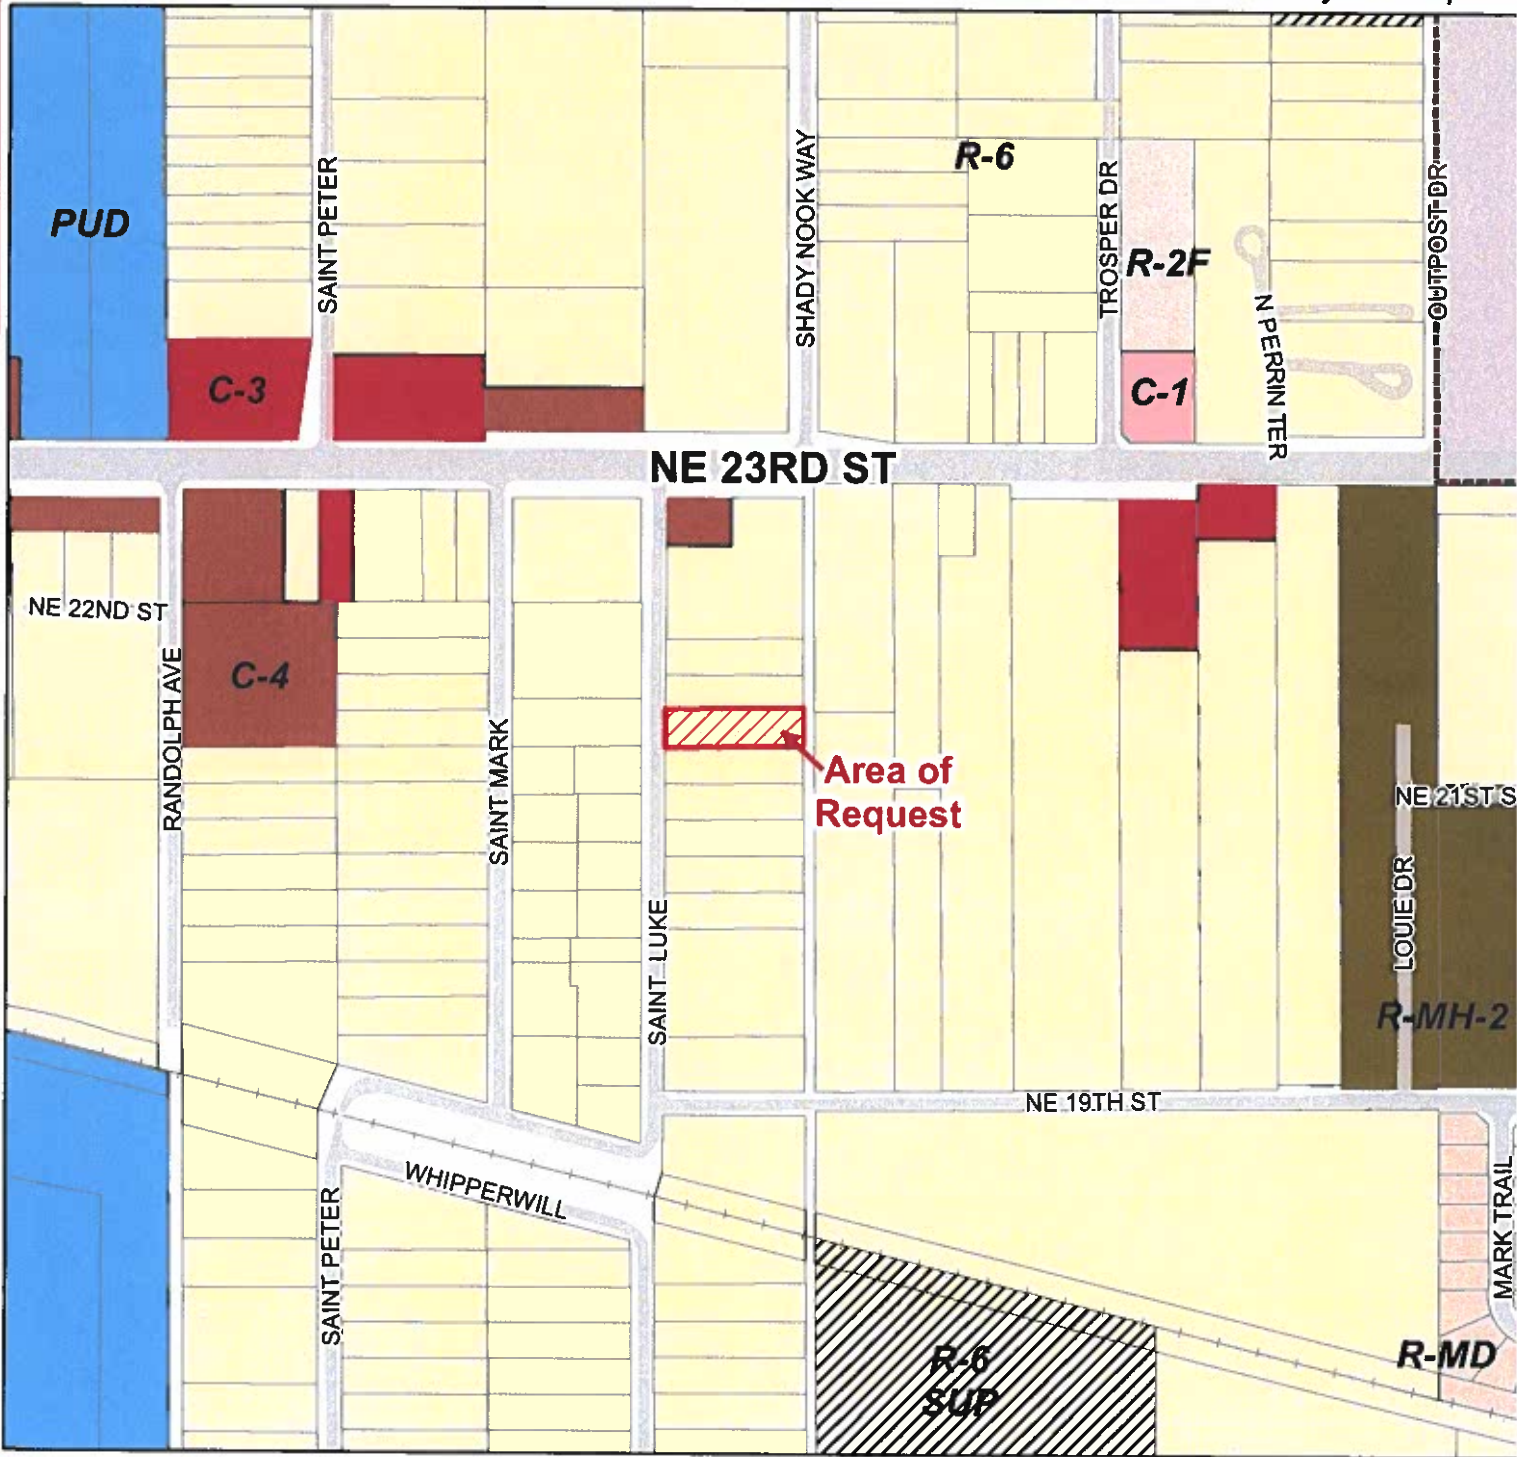 PUD
SAINT PETER
SHADY NOOK WAY
R-6
TROSPER DR
R-2F
OUTPOST DR
N PERRIN TER
C-3
C-1
NE 23RD ST
NE 22ND ST
RANDOLPH AVE
C-4
SAINT MARK
Area of
Request
NE 21ST S
LOUIE DR
SAINT LUKE
R-MH-2
NE 19TH ST
WHIPPERWILL
SAINT PETER
MARK TRAIL
R-6
SUP
R-MD